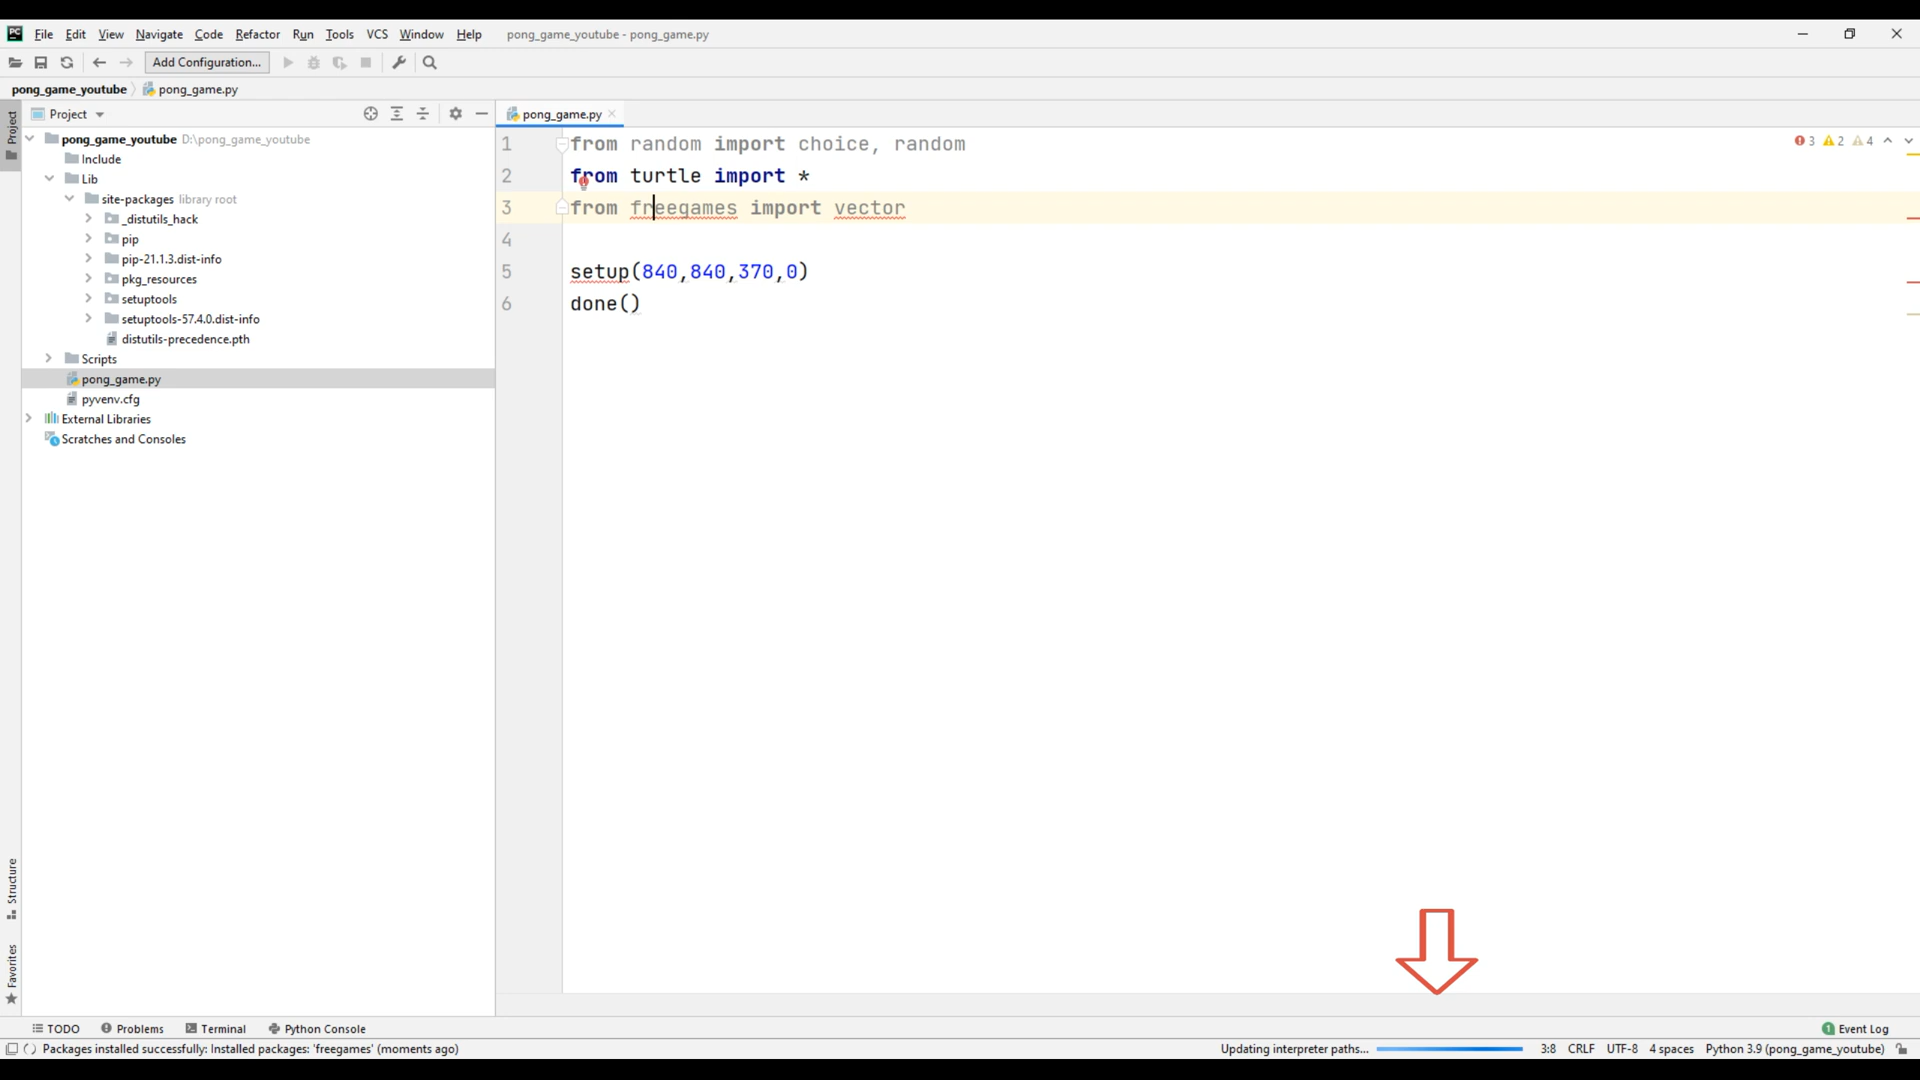 PC File Edit View Navigate Code Refactor Run Tools VCS Window Help pong_game_youtube - pong_game.py
Add Configuration...
pong_game_youtube pong_game.py
Project
Project
pong_game_youtube D:\pong_game_youtube
Include
Lib
site-packages library root
_distutils_hack
pip
pip-21.1.3.dist-info
pkg_resources
setuptools
setuptools-57.4.0.dist-info
distutils-precedence.pth
Scripts
pong_game.py
pyvenv.cfg
External Libraries
Scratches and Consoles
Structure
Favorites
pong_game.py
3 2 4
1 from random import choice, random
2 from turtle import *
3 from freegames import vector
4
5 setup(840,840,370,0)
6 done()
TODO Problems Terminal Python Console 1 Event Log
Packages installed successfully: Installed packages: 'freegames' (moments ago) Updating interpreter paths... 3:8 CRLF UTF-8 4 spaces Python 3.9 (pong_game_youtube)